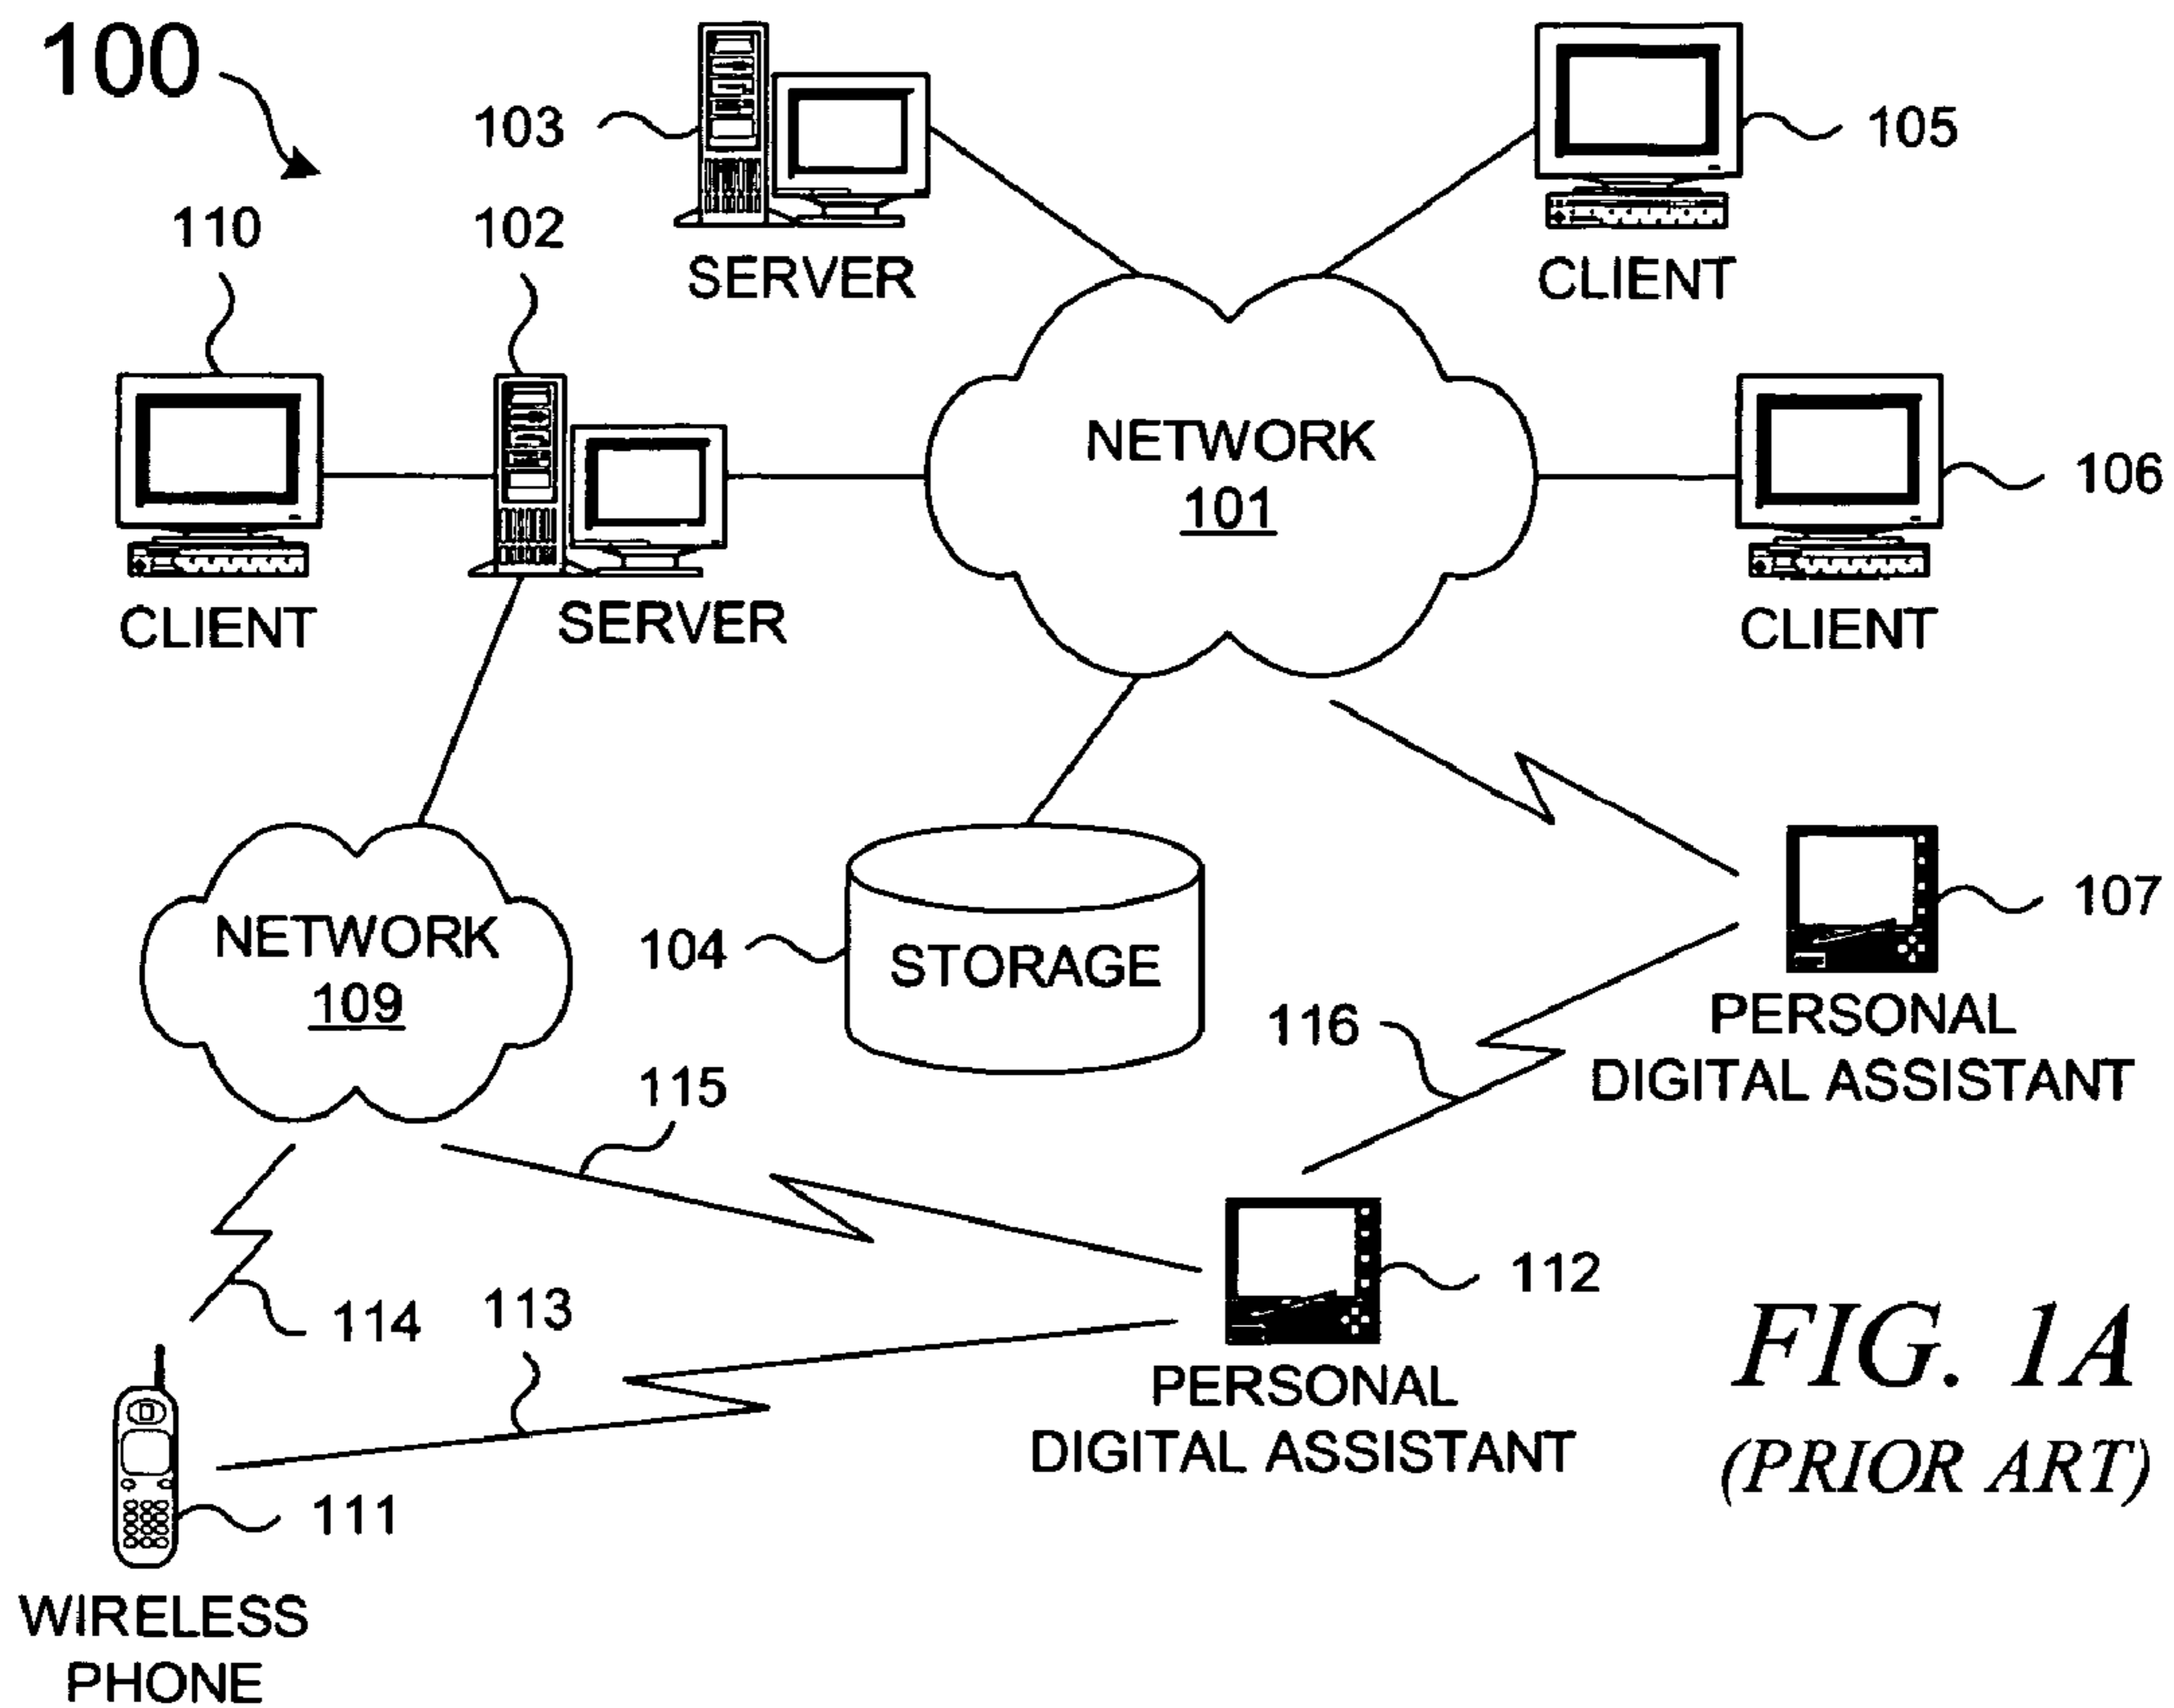 100
103
SERVER
105
CLIENT
110
102
CLIENT
SERVER
NETWORK
101
106
CLIENT
NETWORK
109
104
STORAGE
107
PERSONAL
DIGITAL ASSISTANT
116
115
114
113
112
PERSONAL
DIGITAL ASSISTANT
111
WIRELESS
PHONE
FIG. 1A
(PRIOR ART)